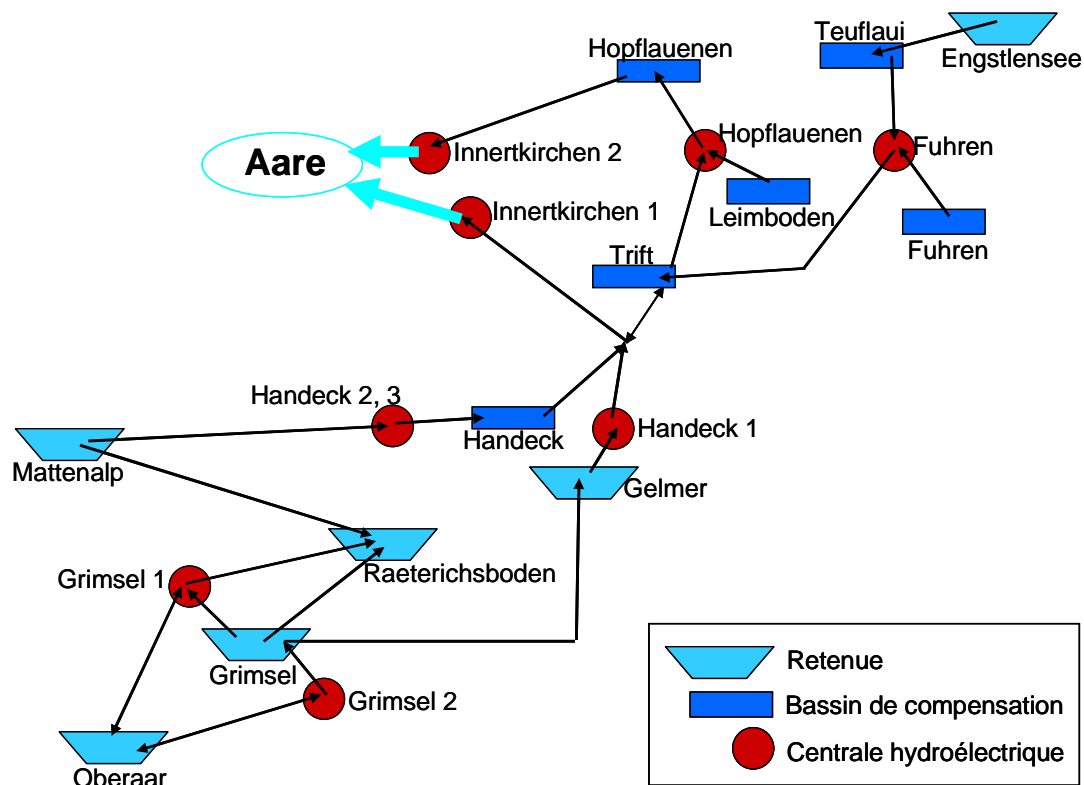 Teuflaui
Engstlensee
Hopflauenen
Hopflauenen
Fuhren
Innertkirchen 2
Aare
Leimboden
Innertkirchen 1
Fuhren
Trift
Handeck 2, 3
Handeck
Handeck 1
Mattenalp
Gelmer
Raeterichsboden
Grimsel 1
Grimsel
Grimsel 2
Oberaar
Retenue
Bassin de compensation
Centrale hydroélectrique